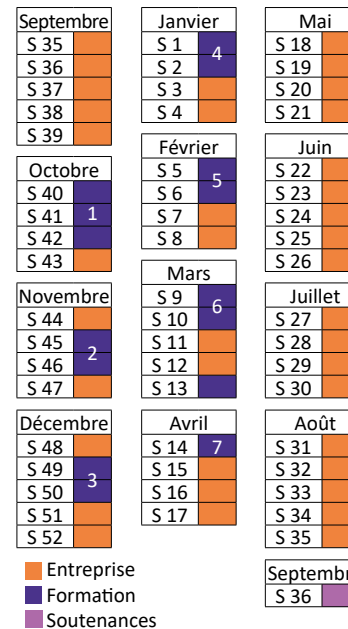 Septembre
S 35
S 36
S 37
S 38
S 39
Octobre
S 40
S 41 1
S 42
S 43
Novembre
S 44
S 45
2
S 46
S 47
Décembre
S 48
S 49
3
S 50
S 51
S 52
Janvier
S 1
4
S 2
S 3
S 4
Février
S 5
5
S 6
S 7
S 8
Mars
S 9
6
S 10
S 11
S 12
S 13
Avril
S 14 7
S 15
S 16
S 17
Mai
S 18
S 19
S 20
S 21
Juin
S 22
S 23
S 24
S 25
S 26
Juillet
S 27
S 28
S 29
S 30
Août
S 31
S 32
S 33
S 34
S 35
Septembr
S 36
Entreprise
Formation
Soutenances